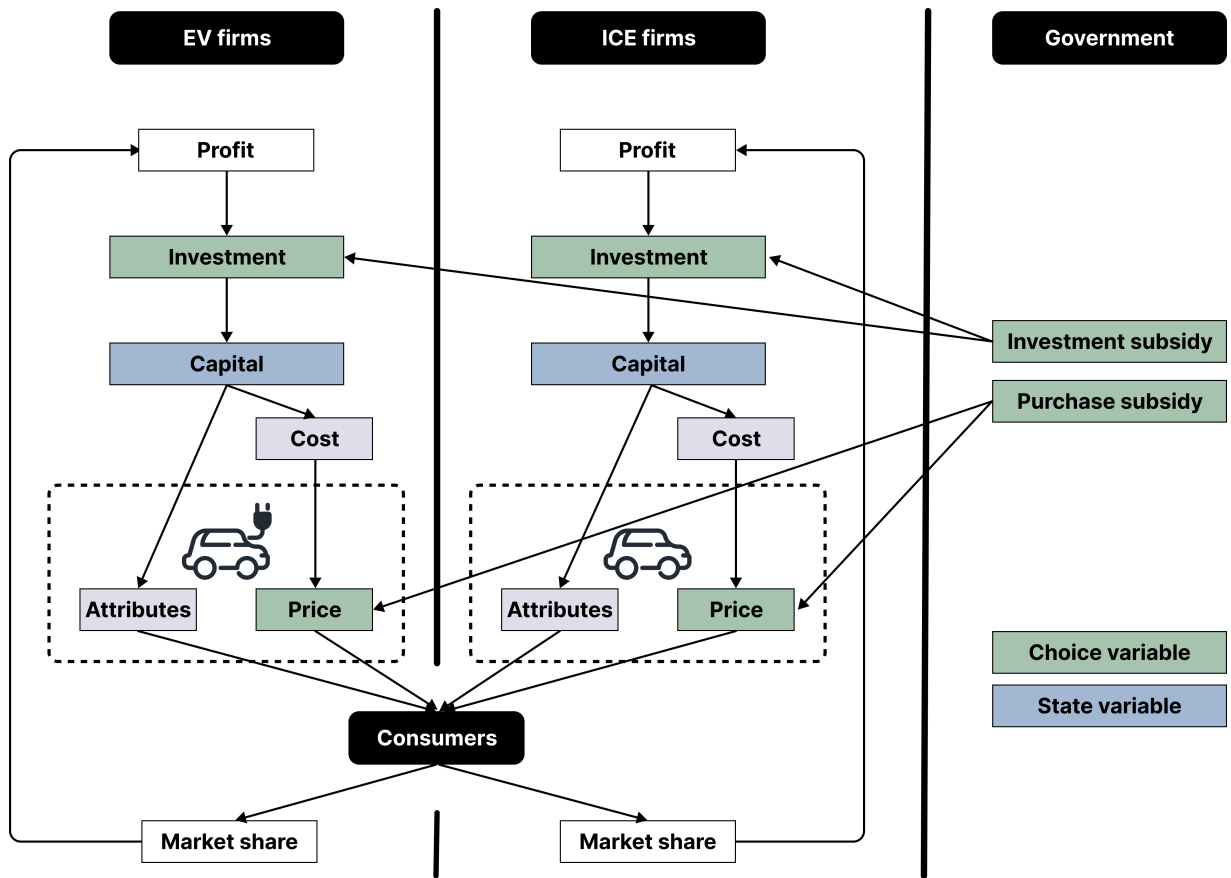 EV firms
ICE firms
Government
Profit
Profit
Investment
Investment
Investment subsidy
Capital
Capital
Purchase subsidy
Cost
Cost
Attributes
Price
Attributes
Price
Choice variable
State variable
Consumers
Market share
Market share